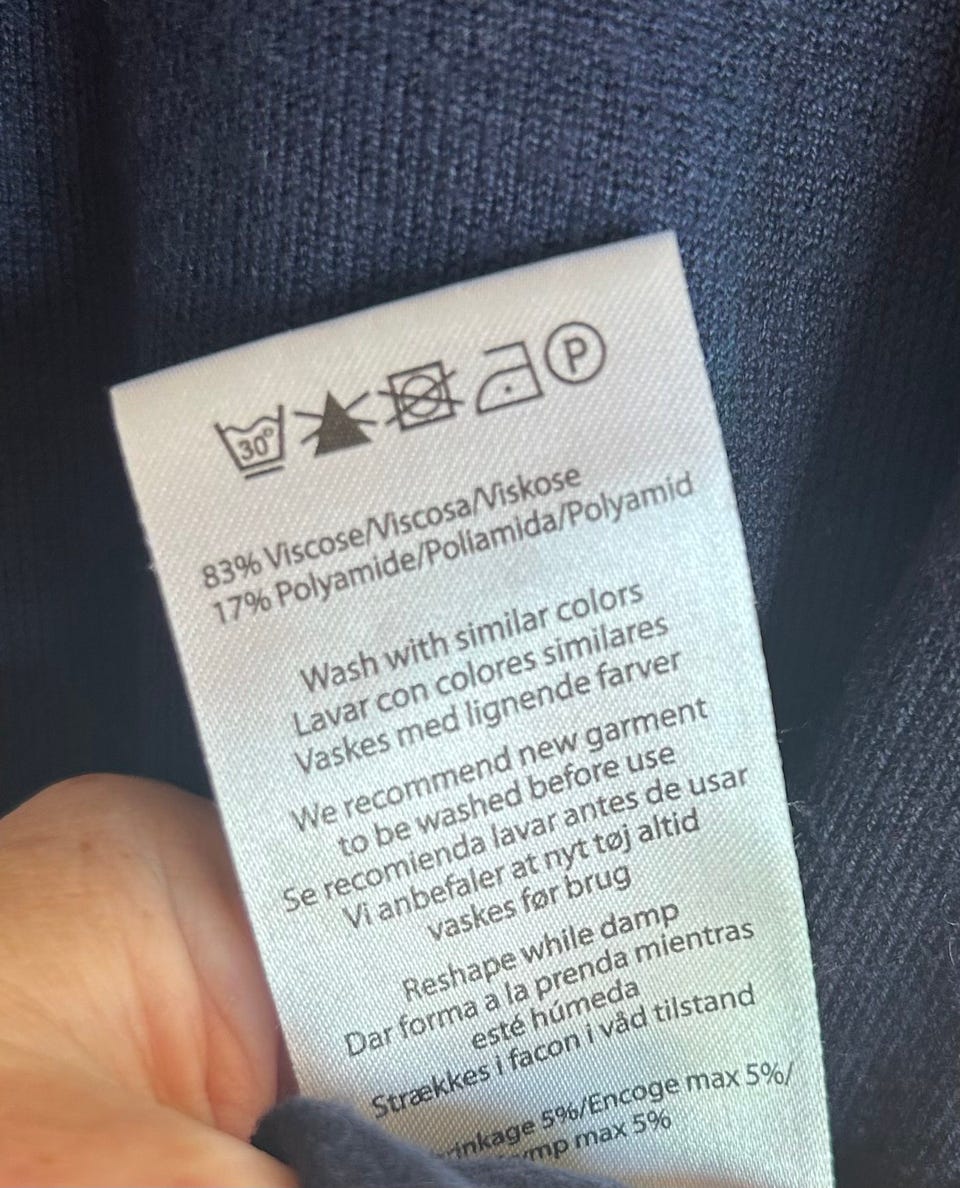 30° P
83% Viscose/Viscosa/Viskose
17% Polyamide/Poliamida/Polyamid
Wash with similar colors
Lavar con colores similares
Vaskes med lignende farver
We recommend new garment
to be washed before use
Se recomienda lavar antes de usar
Vi anbefaler at nyt tøj altid
vaskes før brug
Reshape while damp
Dar forma a la prenda mientras
esté húmeda
Strækkes i facon i våd tilstand
5%/Encoge max 5%/
max 5%